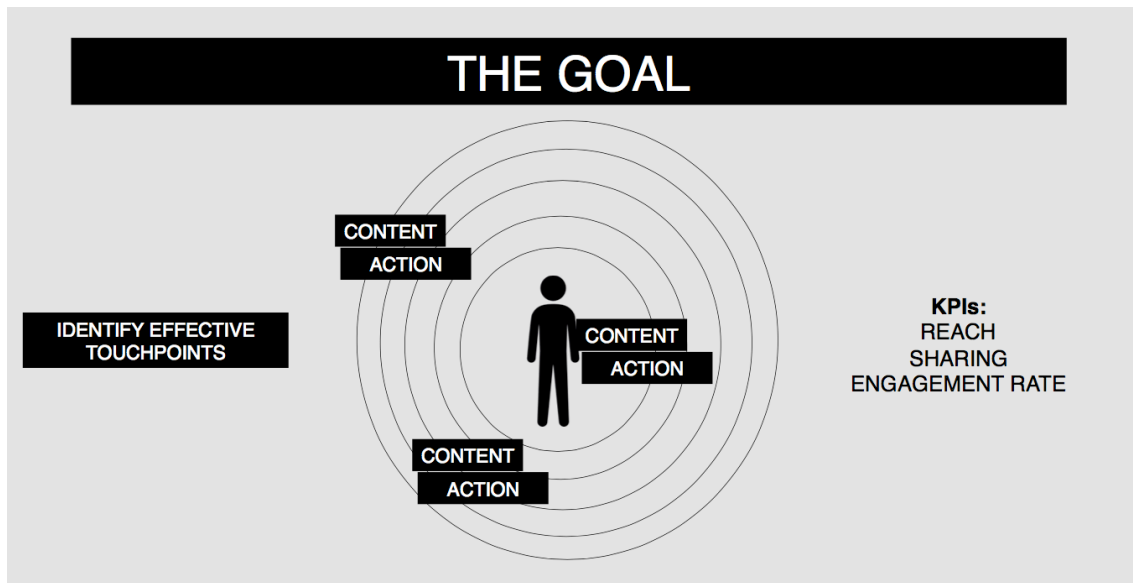 THE GOAL
CONTENT
ACTION
IDENTIFY EFFECTIVE
TOUCHPOINTS
CONTENT
ACTION
CONTENT
ACTION
KPIs:
REACH
SHARING
ENGAGEMENT RATE